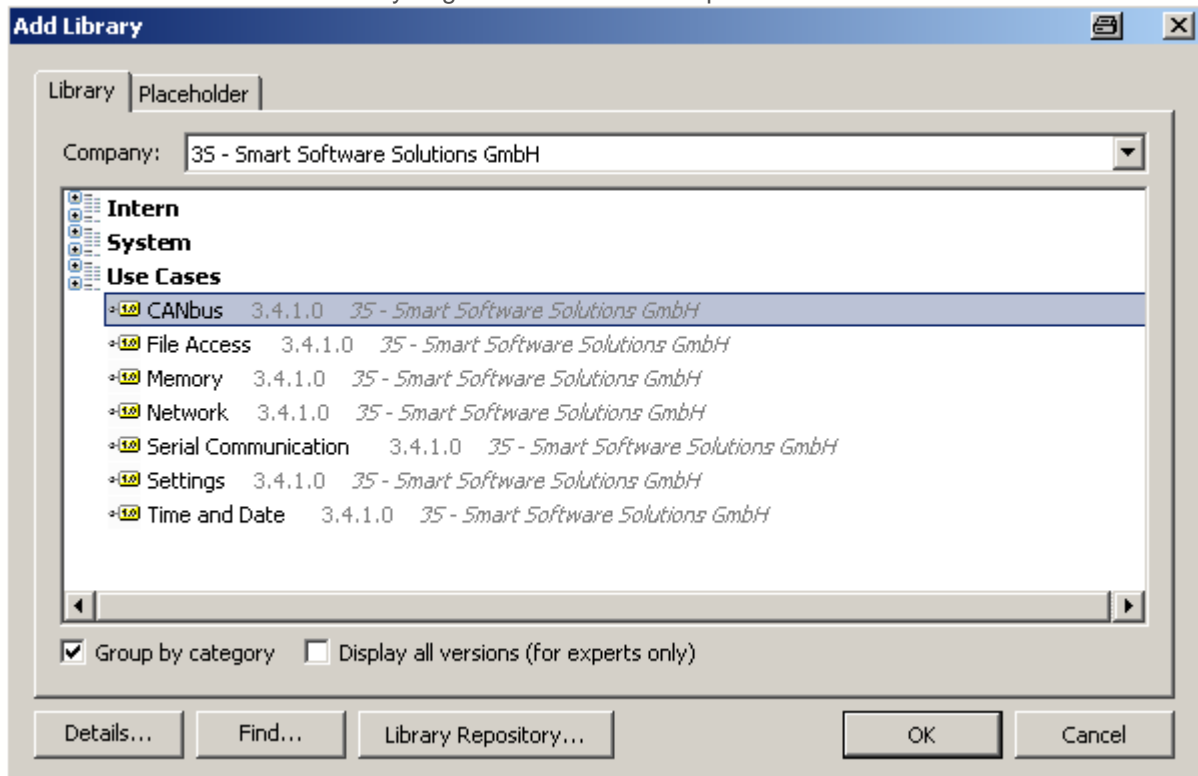 Add Library
Library Placeholder
Company: 3S - Smart Software Solutions GmbH
Intern
System
Use Cases
CANbus 3.4.1.0 3S - Smart Software Solutions GmbH
File Access 3.4.1.0 3S - Smart Software Solutions GmbH
Memory 3.4.1.0 3S - Smart Software Solutions GmbH
Network 3.4.1.0 3S - Smart Software Solutions GmbH
Serial Communication 3.4.1.0 3S - Smart Software Solutions GmbH
Settings 3.4.1.0 3S - Smart Software Solutions GmbH
Time and Date 3.4.1.0 3S - Smart Software Solutions GmbH
Group by category Display all versions (for experts only)
Details... Find... Library Repository... OK Cancel